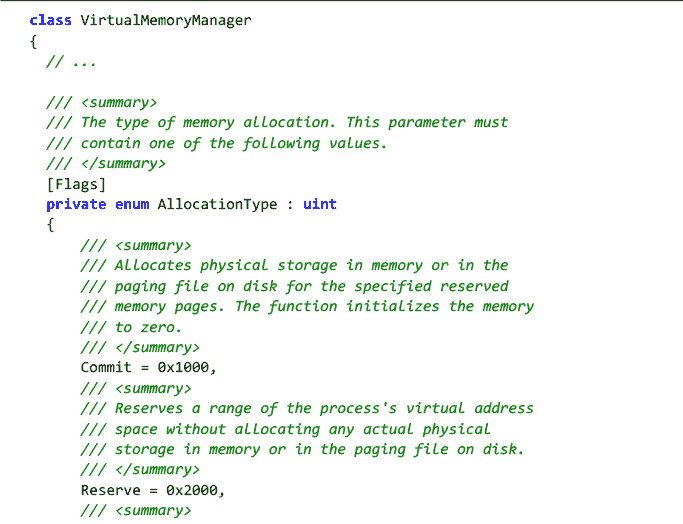 class VirtualMemoryManager
{
// ...
/// <summary>
/// The type of memory allocation. This parameter must
/// contain one of the following values.
/// </summary>
[Flags]
private enum AllocationType : uint
{
/// <summary>
/// Allocates physical storage in memory or in the
/// paging file on disk for the specified reserved
/// memory pages. The function initializes the memory
/// to zero.
/// </summary>
Commit = 0x1000,
/// <summary>
/// Reserves a range of the process's virtual address
/// space without allocating any actual physical
/// storage in memory or in the paging file on disk.
/// </summary>
Reserve = 0x2000,
/// <summary>